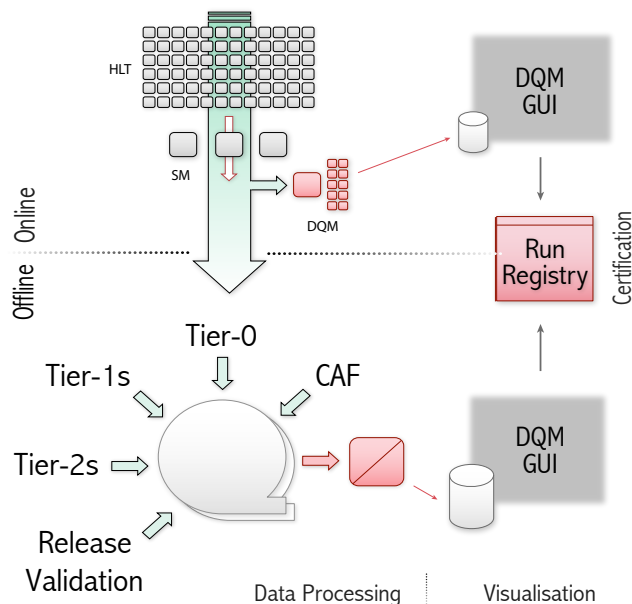 HLT
DQM
GUI
SM
DQM
Online
Offline
Run
Registry
Certification
Tier-0
Tier-1s
CAF
Tier-2s
DQM
GUI
Release
Validation
Data Processing
Visualisation